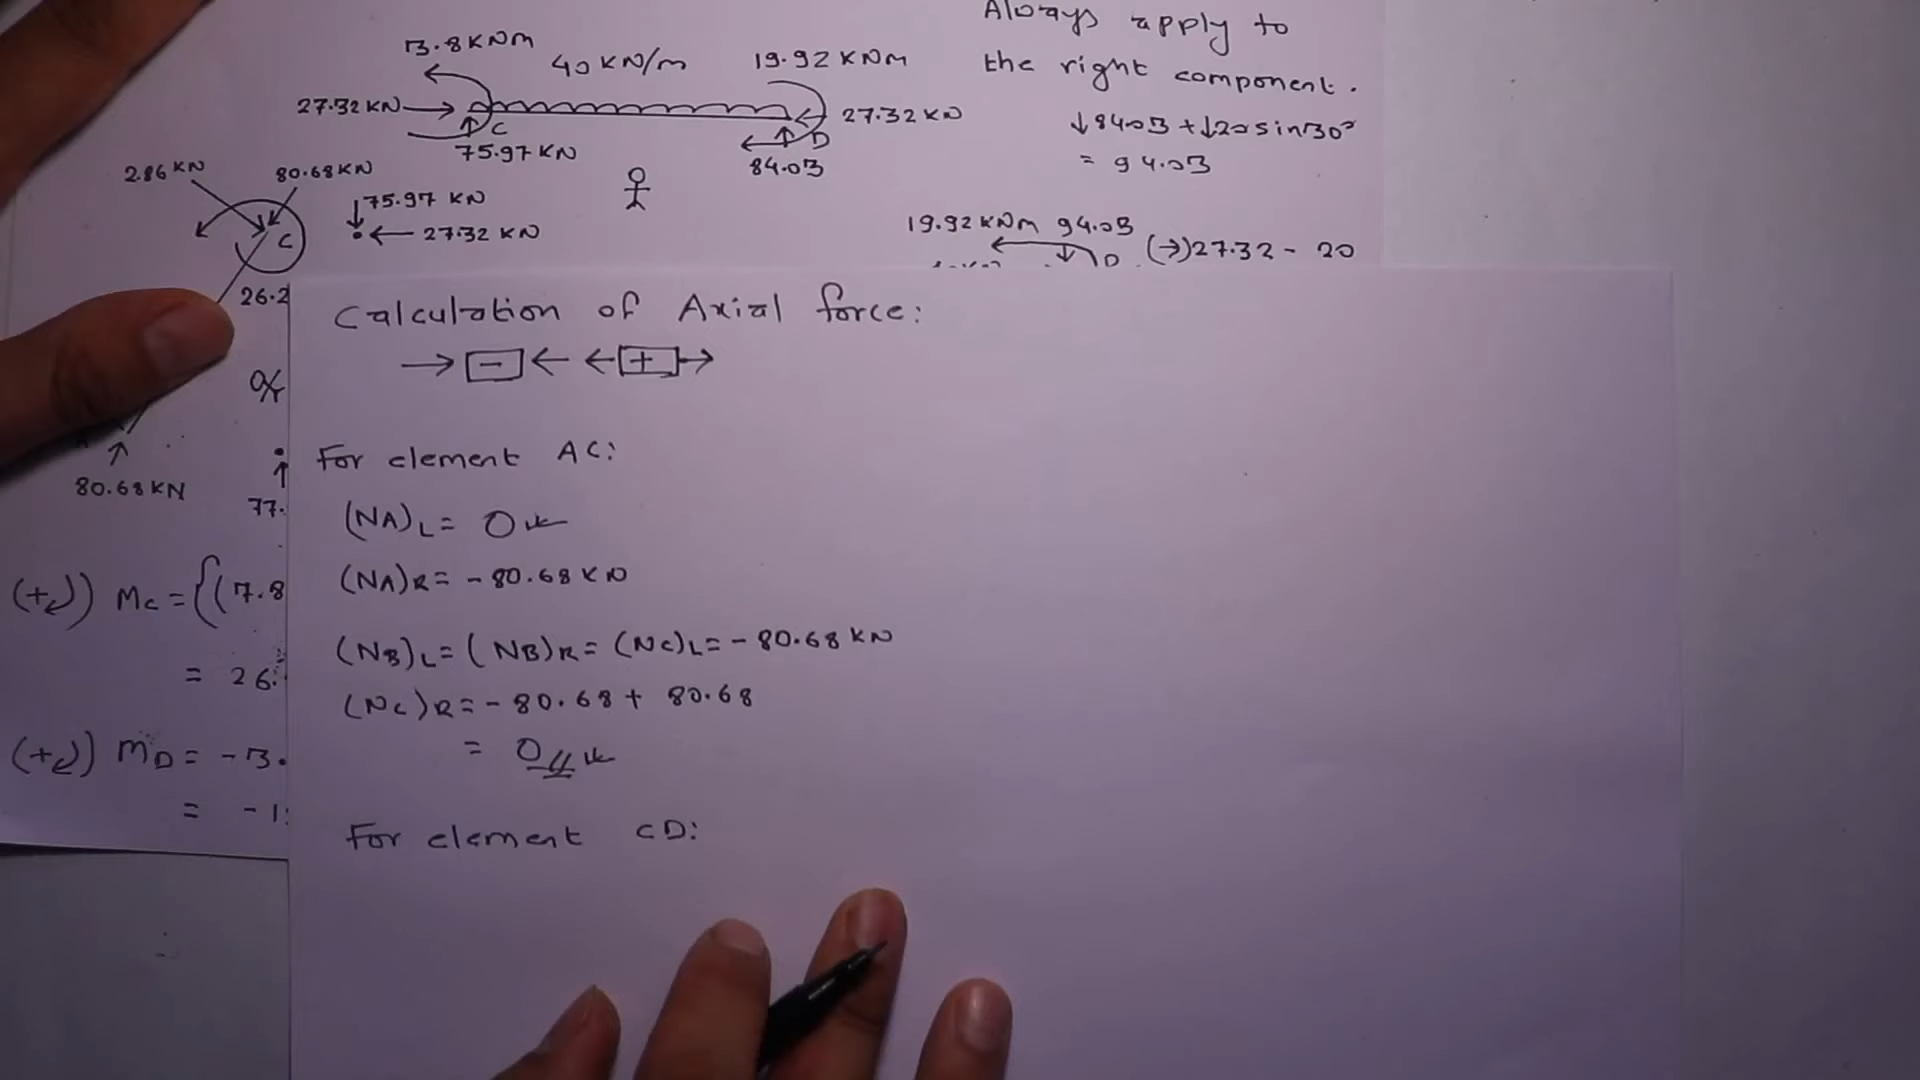 Always apply to
the right component.
↓84.03 + ↓20 sin30°
= 94.03
13.8 KNm
40 KN/m
19.92 KNm
27.32 KN
C
D
27.32 KN
75.97 KN
84.03
2.86 KN
80.68 KN
75.97 KN
27.32 KN
C
19.92 KNm 94.03
D (→)27.32 - 20
26.2
80.68 KN
77.
(+) Mc = {(7.8
= 26.
(+) MD = -13.
= -1
Calculation of Axial force:
→ [-] ← ← [+] →
For element AC:
(NA)L = 0
(NA)R = - 80.68 KN
(NB)L = (NB)R = (NC)L = - 80.68 KN
(NC)R = - 80.68 + 80.68
= 0
For element CD: